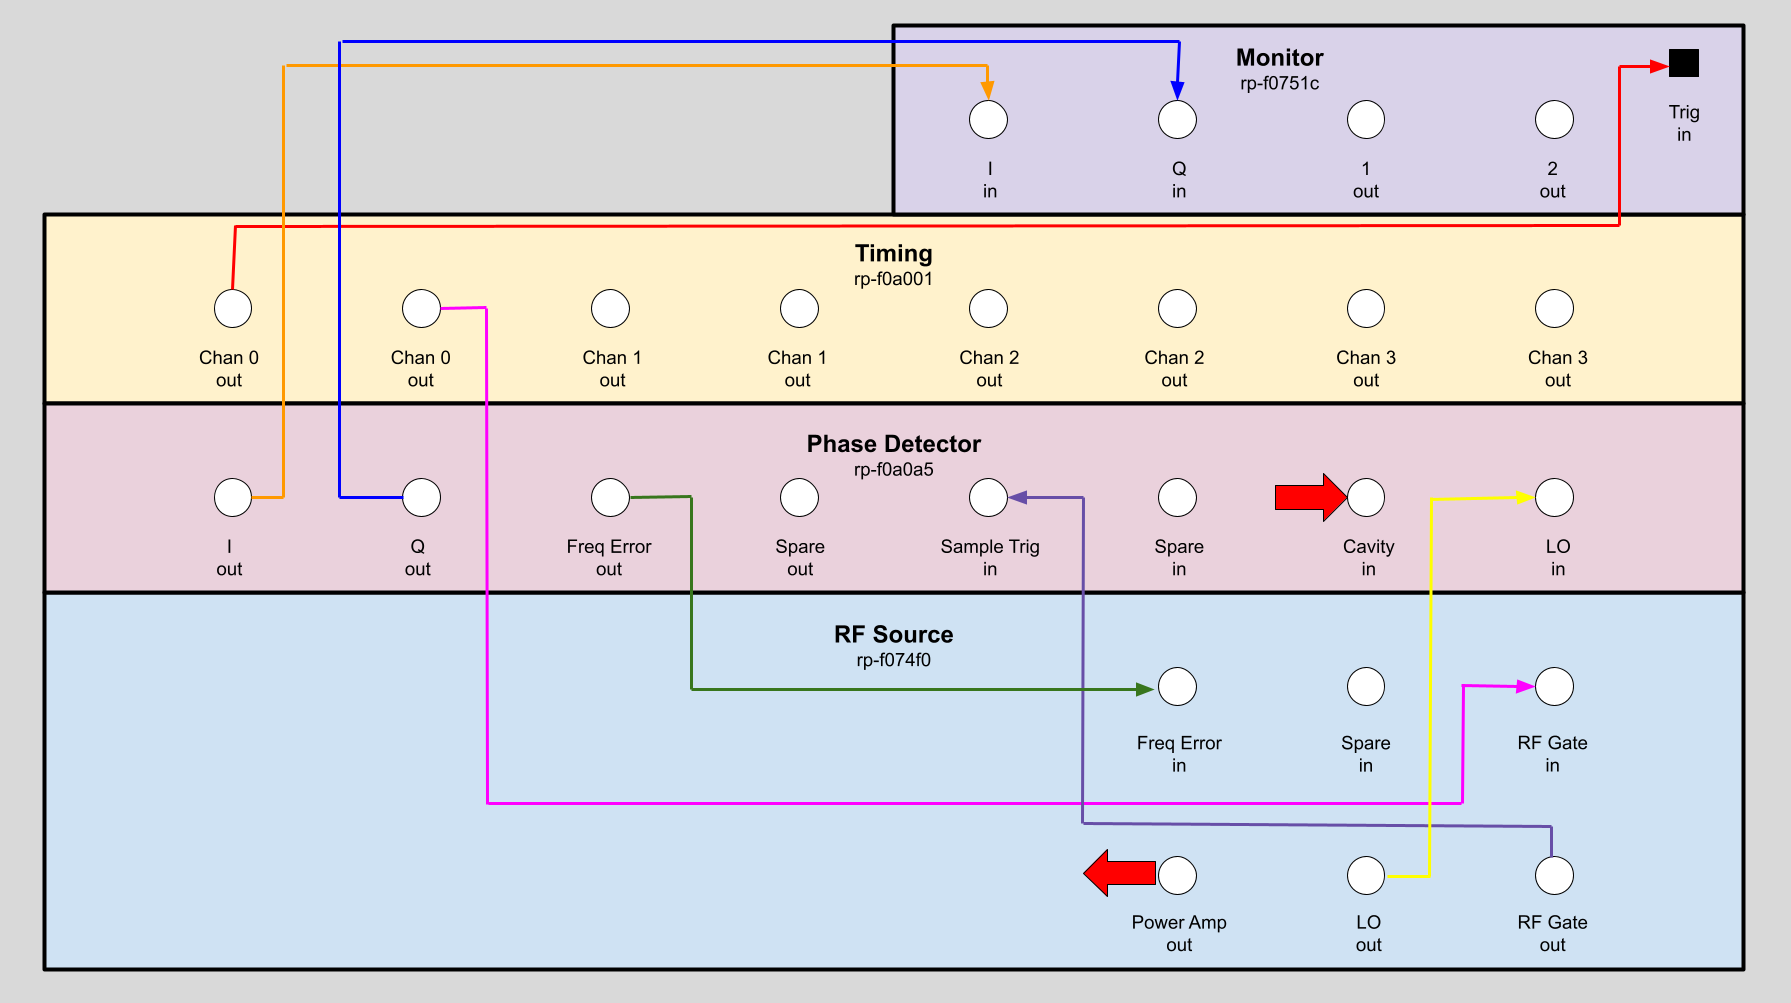 Monitor
rp-f0751c
Trig
in
I
in
Q
in
1
out
2
out
Timing
rp-f0a001
Chan 0
out
Chan 0
out
Chan 1
out
Chan 1
out
Chan 2
out
Chan 2
out
Chan 3
out
Chan 3
out
Phase Detector
rp-f0a0a5
I
out
Q
out
Freq Error
out
Spare
out
Sample Trig
in
Spare
in
Cavity
in
LO
in
RF Source
rp-f074f0
Freq Error
in
Spare
in
RF Gate
in
Power Amp
out
LO
out
RF Gate
out